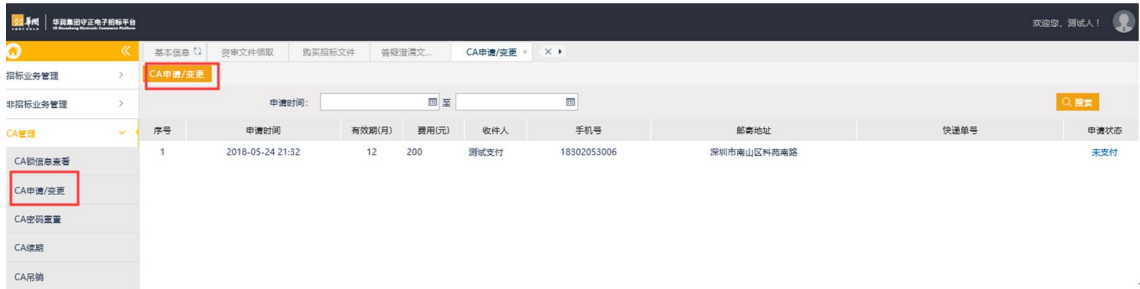 华润集团守正电子招标平台
欢迎您，测试人！
基本信息
资审文件领取
购买招标文件
答疑澄清文...
CA申请/变更 ×
招标业务管理
非招标业务管理
CA管理
CA锁信息查看
CA申请/变更
CA密码重置
CA续期
CA吊销
CA申请/变更
申请时间： 至 搜索
序号 申请时间 有效期(月) 费用(元) 收件人 手机号 邮寄地址 快递单号 申请状态
1 2018-05-24 21:32 12 200 测试支付 18302053006 深圳市南山区科苑南路 未支付